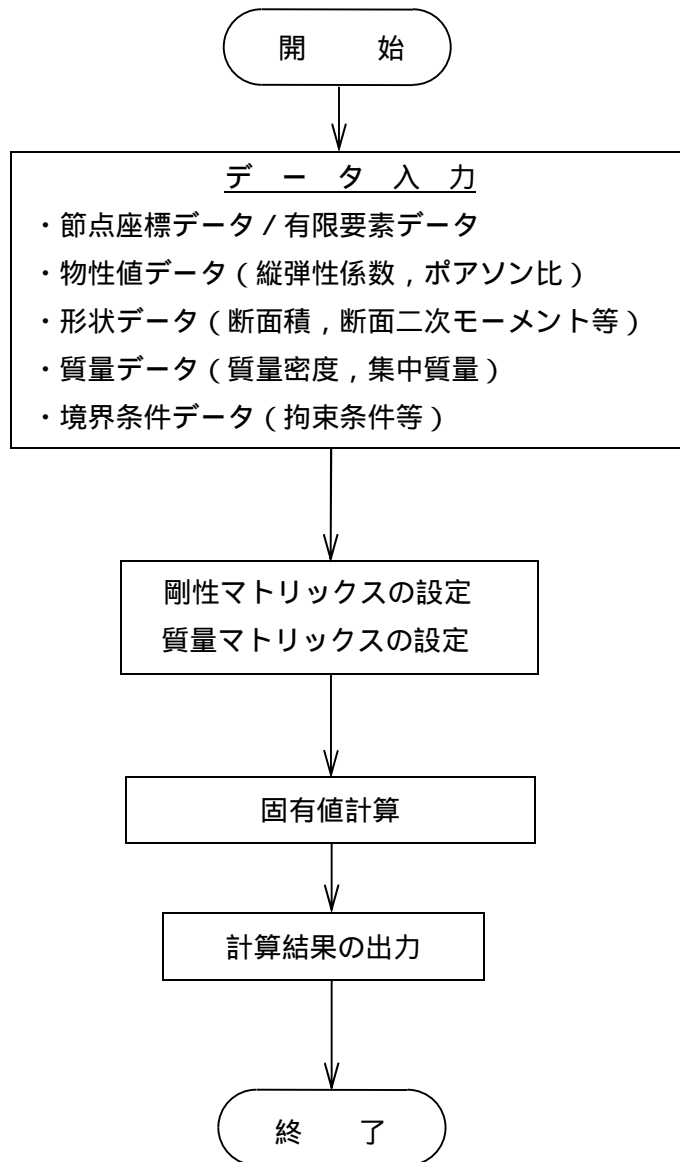 開　始
データ入力
・節点座標データ / 有限要素データ
・物性値データ ( 縦弾性係数 , ポアソン比 )
・形状データ ( 断面積 , 断面二次モーメント等 )
・質量データ ( 質量密度 , 集中質量 )
・境界条件データ ( 拘束条件等 )
剛性マトリックスの設定
質量マトリックスの設定
固有値計算
計算結果の出力
終　了